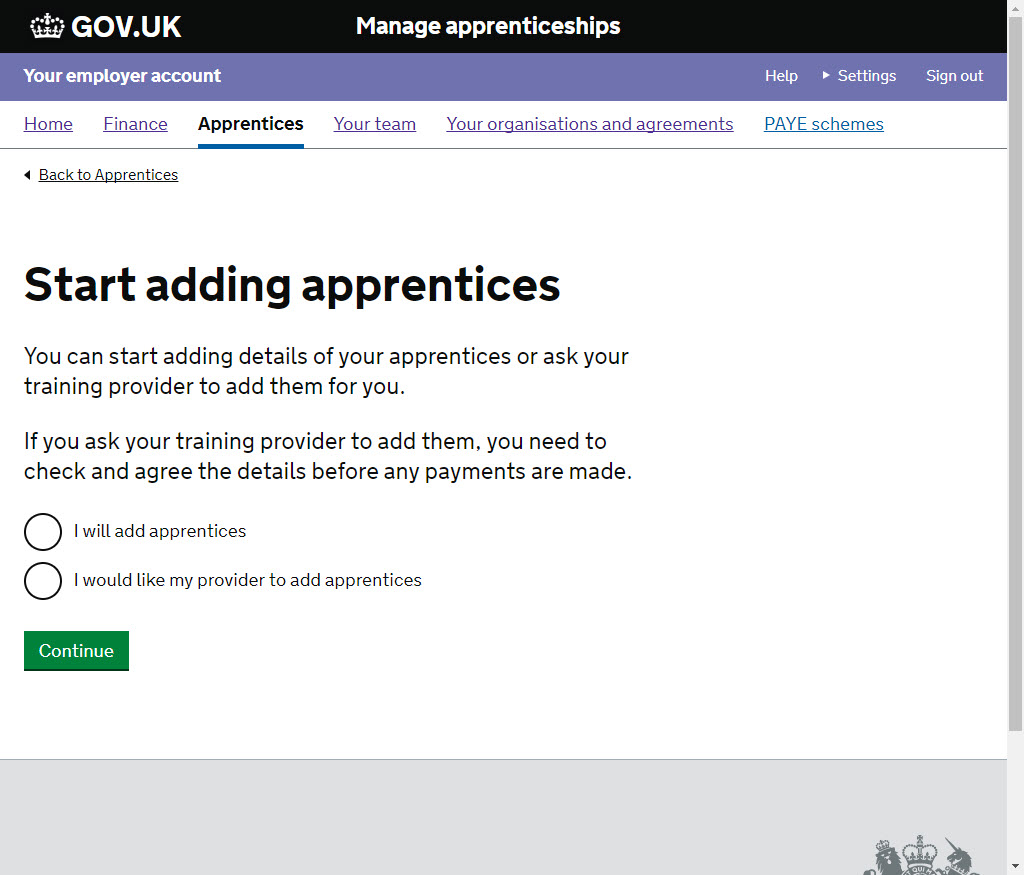 GOV.UK Manage apprenticeships
Your employer account Help Settings Sign out
Home Finance Apprentices Your team Your organisations and agreements PAYE schemes
Back to Apprentices
Start adding apprentices
You can start adding details of your apprentices or ask your
training provider to add them for you.
If you ask your training provider to add them, you need to
check and agree the details before any payments are made.
I will add apprentices
I would like my provider to add apprentices
Continue